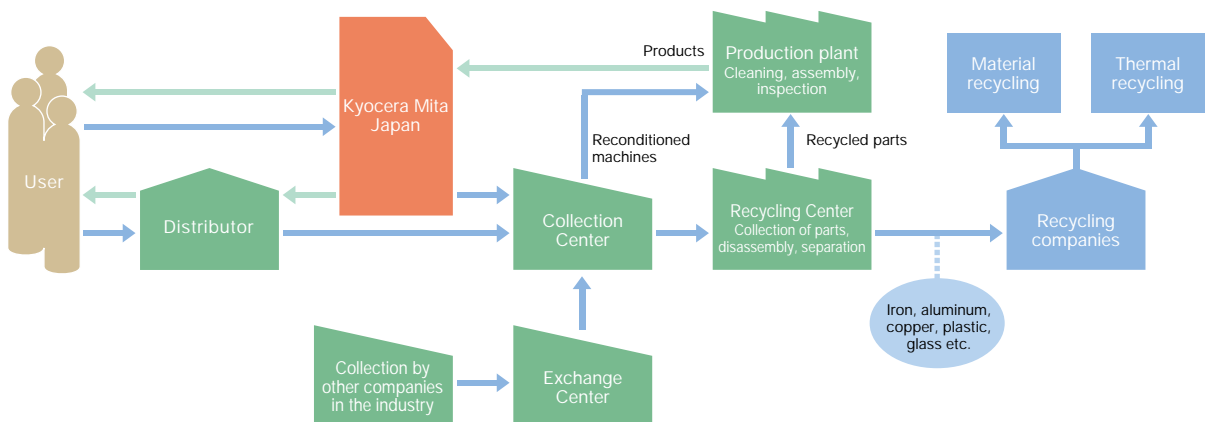 Products
Production plant
Cleaning, assembly,
inspection
Material
recycling
Thermal
recycling
Kyocera Mita
Japan
Reconditioned
machines
Recycled parts
User
Distributor
Collection
Center
Recycling Center
Collection of parts,
disassembly, separation
Recycling
companies
Iron, aluminum,
copper, plastic,
glass etc.
Collection by
other companies
in the industry
Exchange
Center